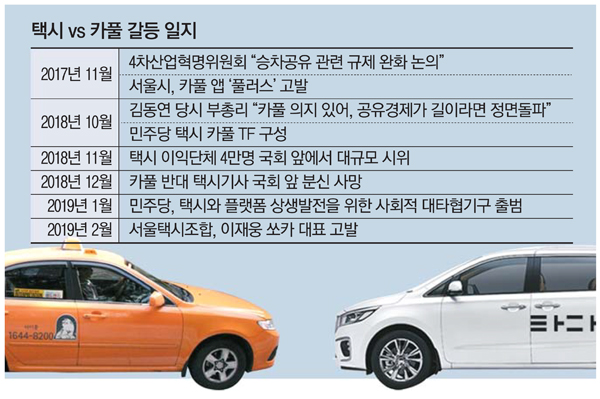 택시 vs 카풀 갈등 일지
2017년 11월
4차산업혁명위원회 “승차공유 관련 규제 완화 논의”
서울시, 카풀 앱 ‘풀러스’ 고발
2018년 10월
김동연 당시 부총리 “카풀 의지 있어, 공유경제가 길이라면 정면돌파”
민주당 택시 카풀 TF 구성
2018년 11월
택시 이익단체 4만명 국회 앞에서 대규모 시위
2018년 12월
카풀 반대 택시기사 국회 앞 분신 사망
2019년 1월
민주당, 택시와 플랫폼 상생발전을 위한 사회적 대타협기구 출범
2019년 2월
서울택시조합, 이재웅 쏘카 대표 고발
1644-8200
타다